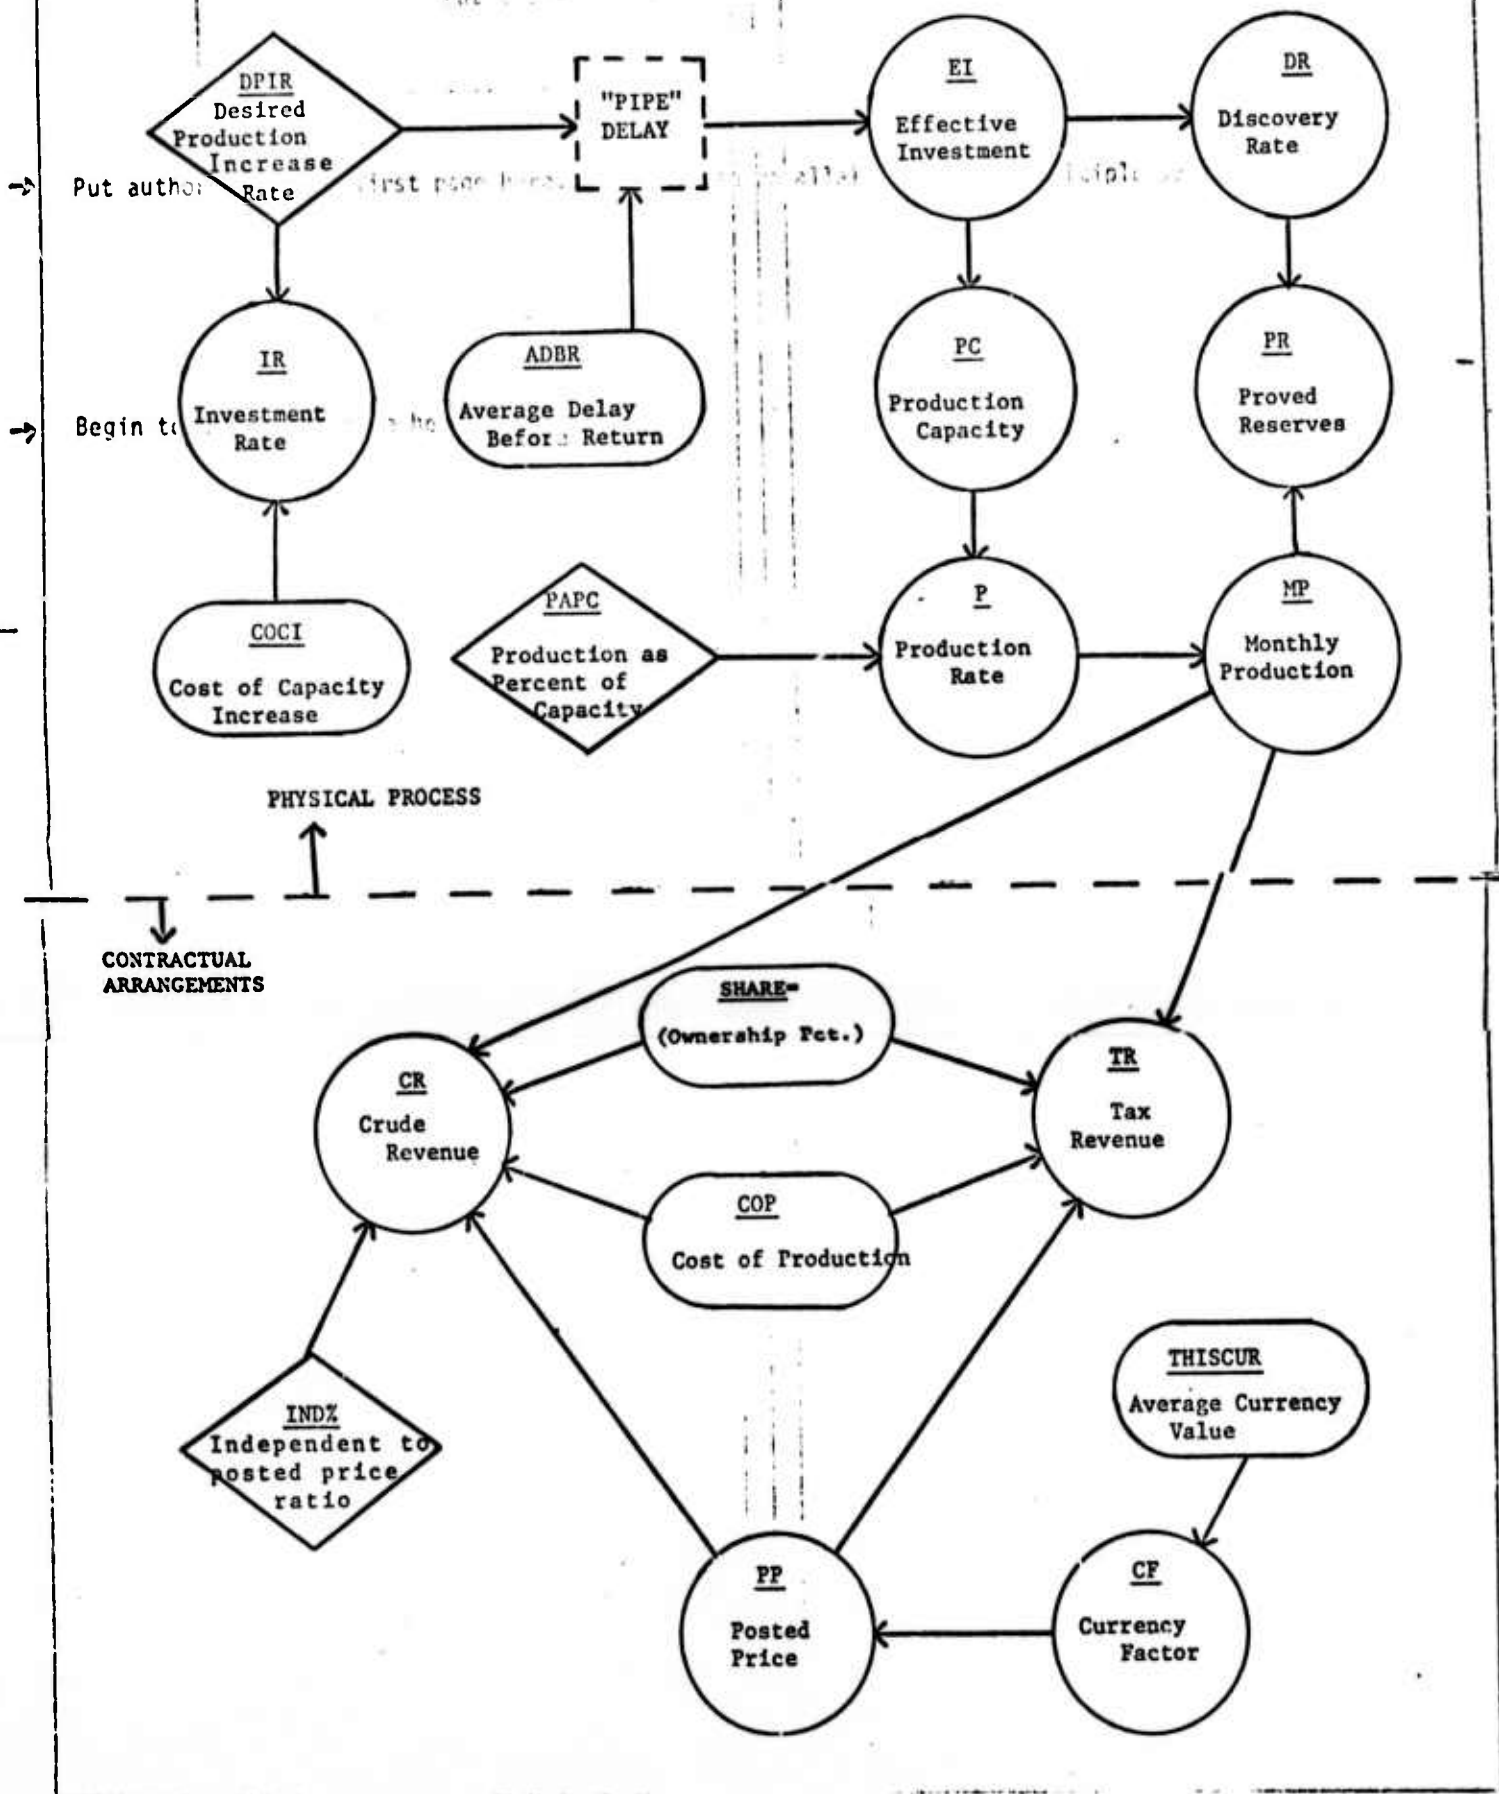 DPIR
Desired
Production
Increase
Rate
"PIPE"
DELAY
EI
Effective
Investment
DR
Discovery
Rate
Put
first
IR
Investment
Rate
ADBR
Average Delay
Before Return
PC
Production
Capacity
PR
Proved
Reserves
Begin
COCI
Cost of Capacity
Increase
PAPC
Production as
Percent of
Capacity
P
Production
Rate
MP
Monthly
Production
PHYSICAL PROCESS
CONTRACTUAL
ARRANGEMENTS
SHARE=
(Ownership Pct.)
CR
Crude
Revenue
TR
Tax
Revenue
COP
Cost of Production
IND%
Independent to
posted price
ratio
THISCUR
Average Currency
Value
PP
Posted
Price
CF
Currency
Factor